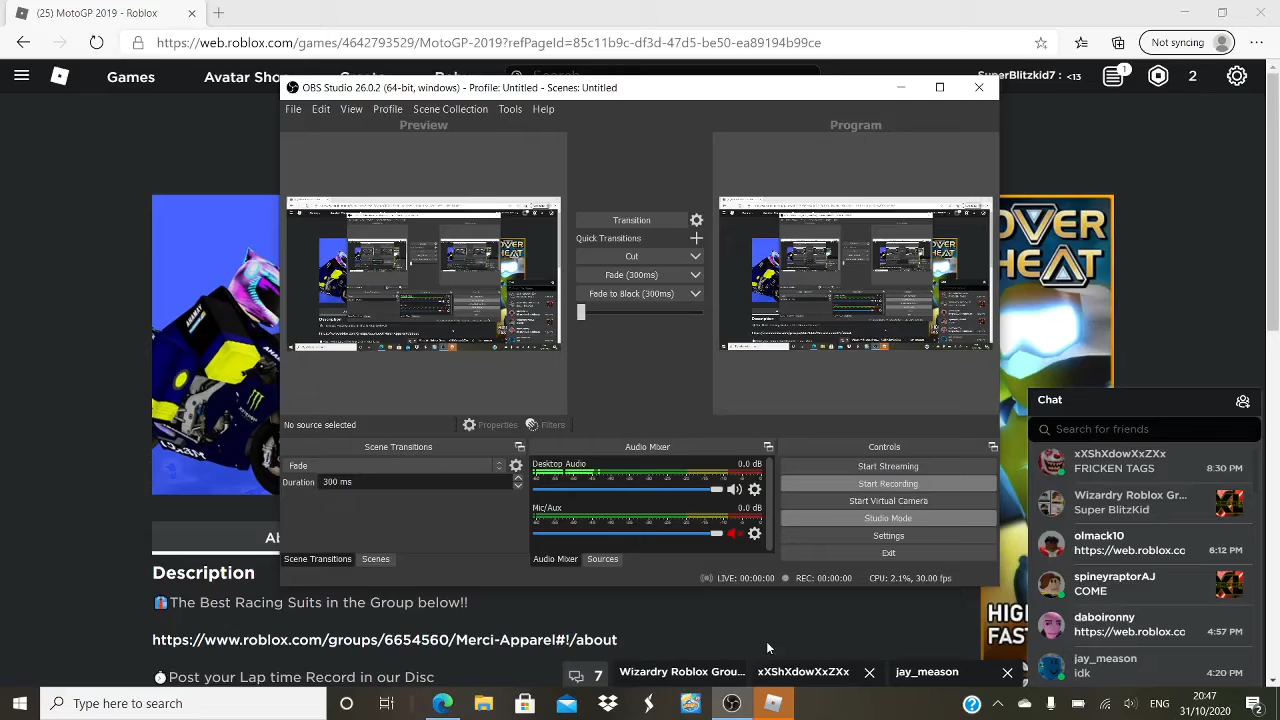 (25) MotoGP 2019 - Roblox
https://web.roblox.com/games/4642793529/MotoGP-2019?refPageId=85c11b9c-df3d-47d5-be50-ea89194b99ce
Not syncing
Games
Avatar Shop
Create
Search
SuperBlitzkid7 : <13
1
2
OBS Studio 26.0.2 (64-bit, windows) - Profile: Untitled - Scenes: Untitled
File Edit View Profile Scene Collection Tools Help
Preview
Program
Transition
Quick Transitions
Cut
Fade (300ms)
Fade to Black (300ms)
OVER
HEAT
No source selected
Properties
Filters
Scene Transitions
Audio Mixer
Controls
Fade
Duration 300 ms
Desktop Audio 0.0 dB
Mic/Aux 0.0 dB
Start Streaming
Start Recording
Start Virtual Camera
Studio Mode
Settings
Exit
Scene Transitions
Scenes
Audio Mixer
Sources
LIVE: 00:00:00
REC: 00:00:00
CPU: 2.1%, 30.00 fps
Ab
Description
The Best Racing Suits in the Group below!!
https://www.roblox.com/groups/6654560/Merci-Apparel#!/about
Post your Lap time Record in our Disc
HIGH
FAST
Chat
Search for friends
xXShXdowXxZXx
FRICKEN TAGS
8:30 PM
Wizardry Roblox Gr...
Super BlitzKid
olmack10
https://web.roblox.cc
6:12 PM
spineyraptorAJ
COME
daboironny
https://web.roblox.cc
4:57 PM
jay_meason
idk
4:20 PM
7
Wizardry Roblox Grou...
xXShXdowXxZXx
jay_meason
Type here to search
ENG
20:47
31/10/2020
2